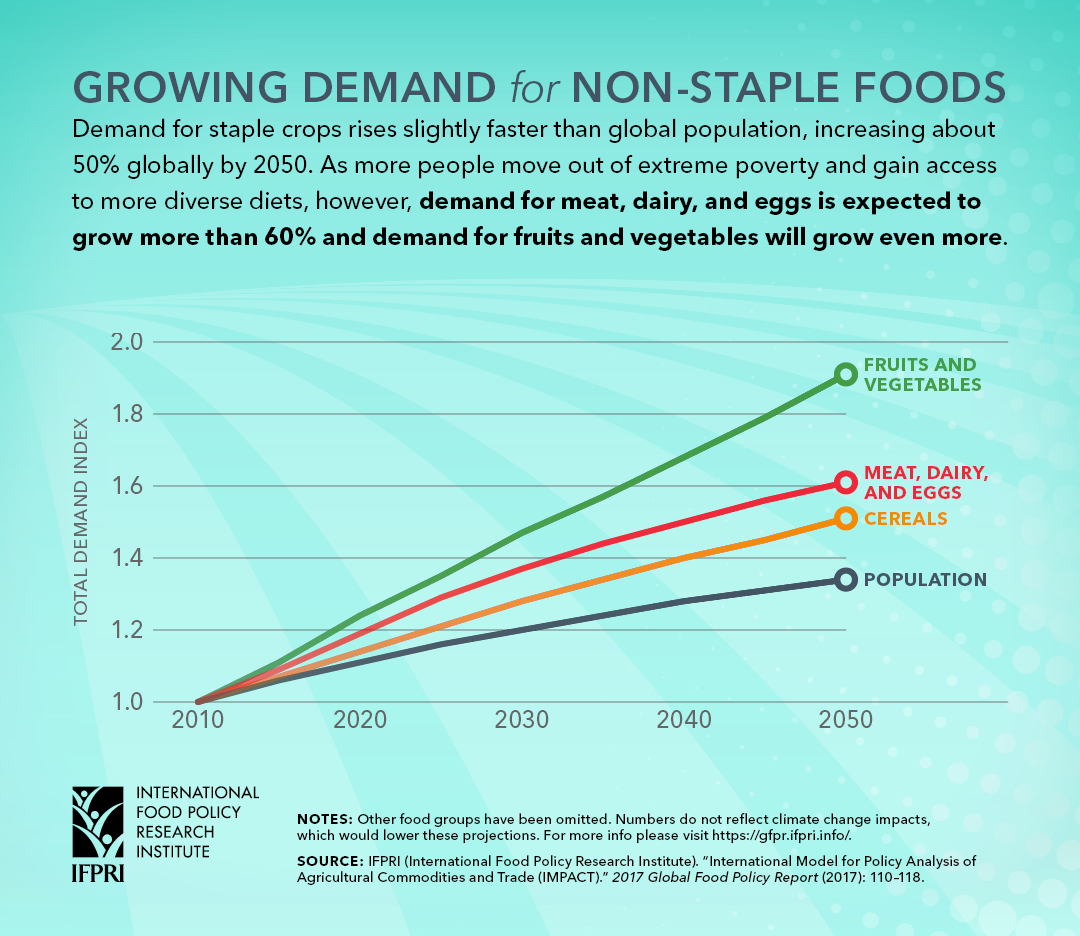 GROWING DEMAND for NON-STAPLE FOODS
Demand for staple crops rises slightly faster than global population, increasing about
50% globally by 2050. As more people move out of extreme poverty and gain access
to more diverse diets, however, demand for meat, dairy, and eggs is expected to
grow more than 60% and demand for fruits and vegetables will grow even more.
TOTAL DEMAND INDEX
2.0
1.8
1.6
1.4
1.2
1.0
2010
2020
2030
2040
2050
FRUITS AND
VEGETABLES
MEAT, DAIRY,
AND EGGS
CEREALS
POPULATION
IFPRI
INTERNATIONAL
FOOD POLICY
RESEARCH
INSTITUTE
NOTES: Other food groups have been omitted. Numbers do not reflect climate change impacts,
which would lower these projections. For more info please visit https://gfpr.ifpri.info/.
SOURCE: IFPRI (International Food Policy Research Institute). “International Model for Policy Analysis of
Agricultural Commodities and Trade (IMPACT).” 2017 Global Food Policy Report (2017): 110–118.